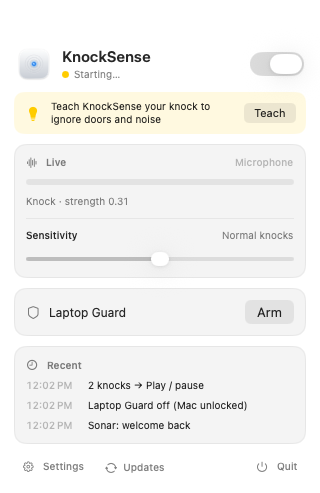 KnockSense
Starting...
Teach KnockSense your knock to
ignore doors and noise
Teach
Live
Microphone
Knock · strength 0.31
Sensitivity
Normal knocks
Laptop Guard
Arm
Recent
12:02 PM 2 knocks → Play / pause
12:02 PM Laptop Guard off (Mac unlocked)
12:02 PM Sonar: welcome back
Settings
Updates
Quit